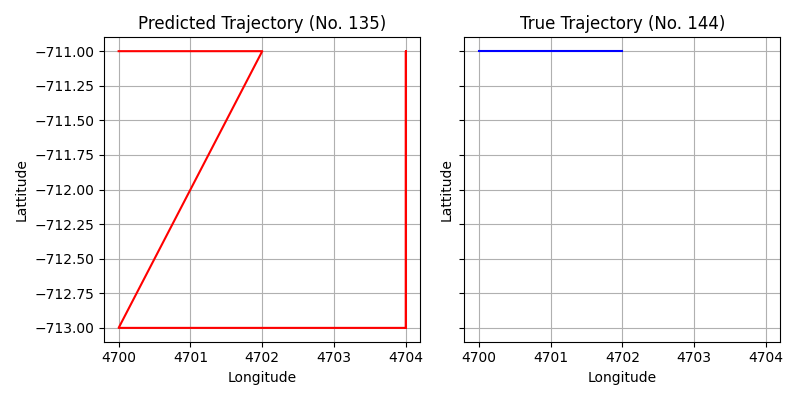 Predicted Trajectory (No. 135)
True Trajectory (No. 144)
−711.00
−711.25
−711.50
−711.75
−712.00
−712.25
−712.50
−712.75
−713.00
Lattitude
Lattitude
4700 4701 4702 4703 4704
4700 4701 4702 4703 4704
Longitude
Longitude